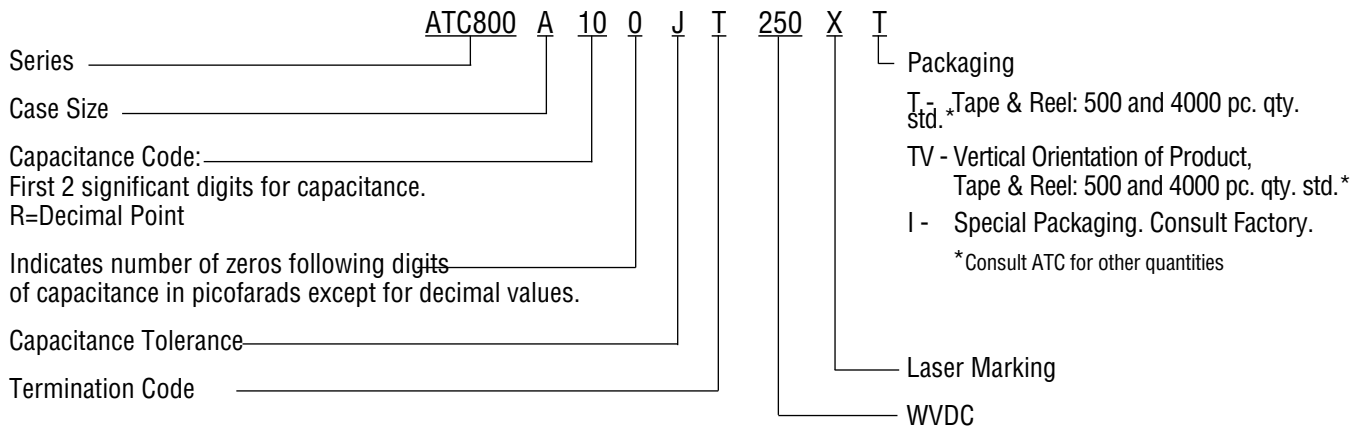 ATC800 A 10 0 J T 250 X T
Series
Case Size
Capacitance Code:
First 2 significant digits for capacitance.
R=Decimal Point
Indicates number of zeros following digits
of capacitance in picofarads except for decimal values.
Capacitance Tolerance
Termination Code
Packaging
T - Tape & Reel: 500 and 4000 pc. qty.
std.*
TV - Vertical Orientation of Product,
Tape & Reel: 500 and 4000 pc. qty. std.*
I - Special Packaging. Consult Factory.
*Consult ATC for other quantities
Laser Marking
WVDC